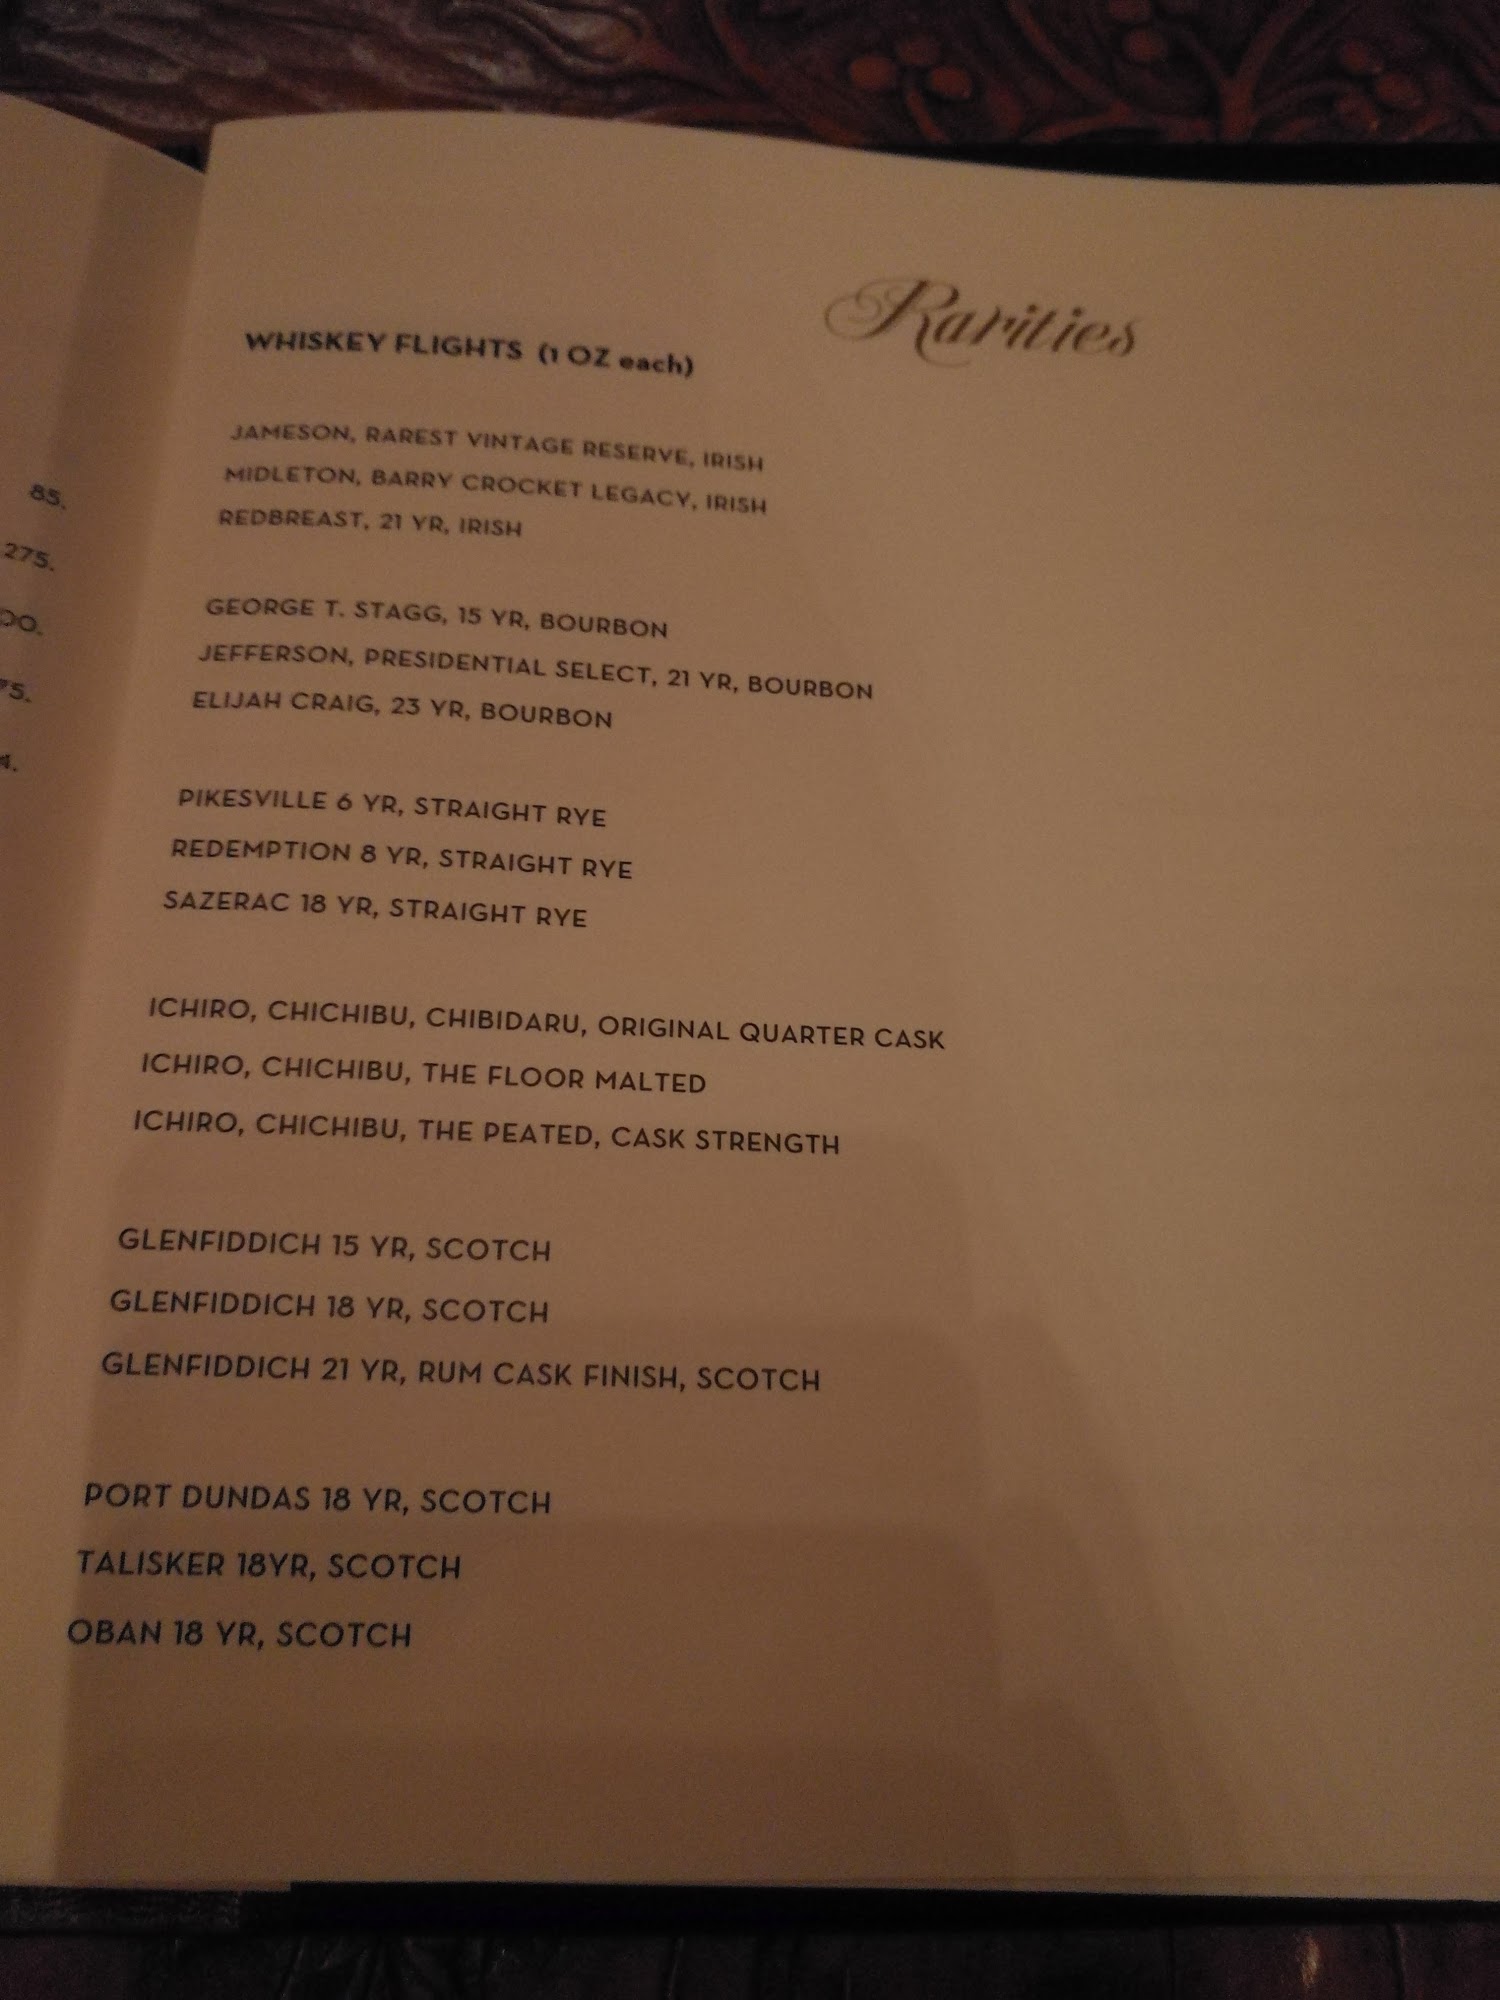 85.
275.
Rarities
WHISKEY FLIGHTS (1 OZ each)
JAMESON, RAREST VINTAGE RESERVE, IRISH
MIDLETON, BARRY CROCKET LEGACY, IRISH
REDBREAST, 21 YR, IRISH
GEORGE T. STAGG, 15 YR, BOURBON
JEFFERSON, PRESIDENTIAL SELECT, 21 YR, BOURBON
ELIJAH CRAIG, 23 YR, BOURBON
PIKESVILLE 6 YR, STRAIGHT RYE
REDEMPTION 8 YR, STRAIGHT RYE
SAZERAC 18 YR, STRAIGHT RYE
ICHIRO, CHICHIBU, CHIBIDARU, ORIGINAL QUARTER CASK
ICHIRO, CHICHIBU, THE FLOOR MALTED
ICHIRO, CHICHIBU, THE PEATED, CASK STRENGTH
GLENFIDDICH 15 YR, SCOTCH
GLENFIDDICH 18 YR, SCOTCH
GLENFIDDICH 21 YR, RUM CASK FINISH, SCOTCH
PORT DUNDAS 18 YR, SCOTCH
TALISKER 18YR, SCOTCH
OBAN 18 YR, SCOTCH